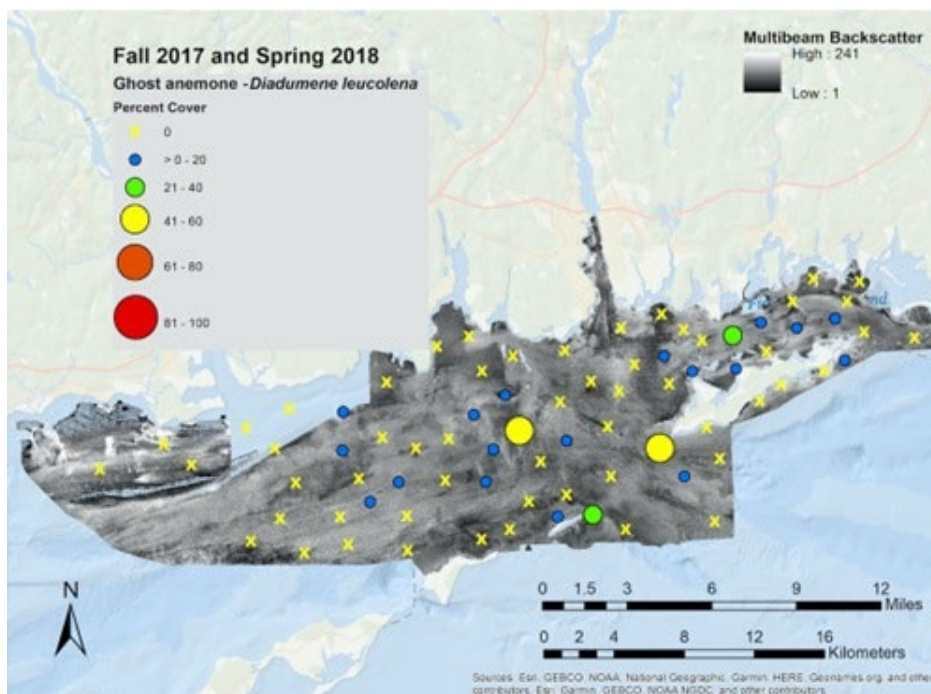 Fall 2017 and Spring 2018
Ghost anemone -Diadumene leucolena
Percent Cover
0
> 0 - 20
21 - 40
41 - 60
61 - 80
81 - 100
Multibeam Backscatter
High : 241
Low : 1
N
0 1.5 3 6 9 12
Miles
0 2 4 8 12 16
Kilometers
Sources: Esri, GEBCO, NOAA, National Geographic, Garmin, HERE, Geonames.org, and other
contributors, Esri, Garmin, GEBCO, NOAA NGDC, and other contributors